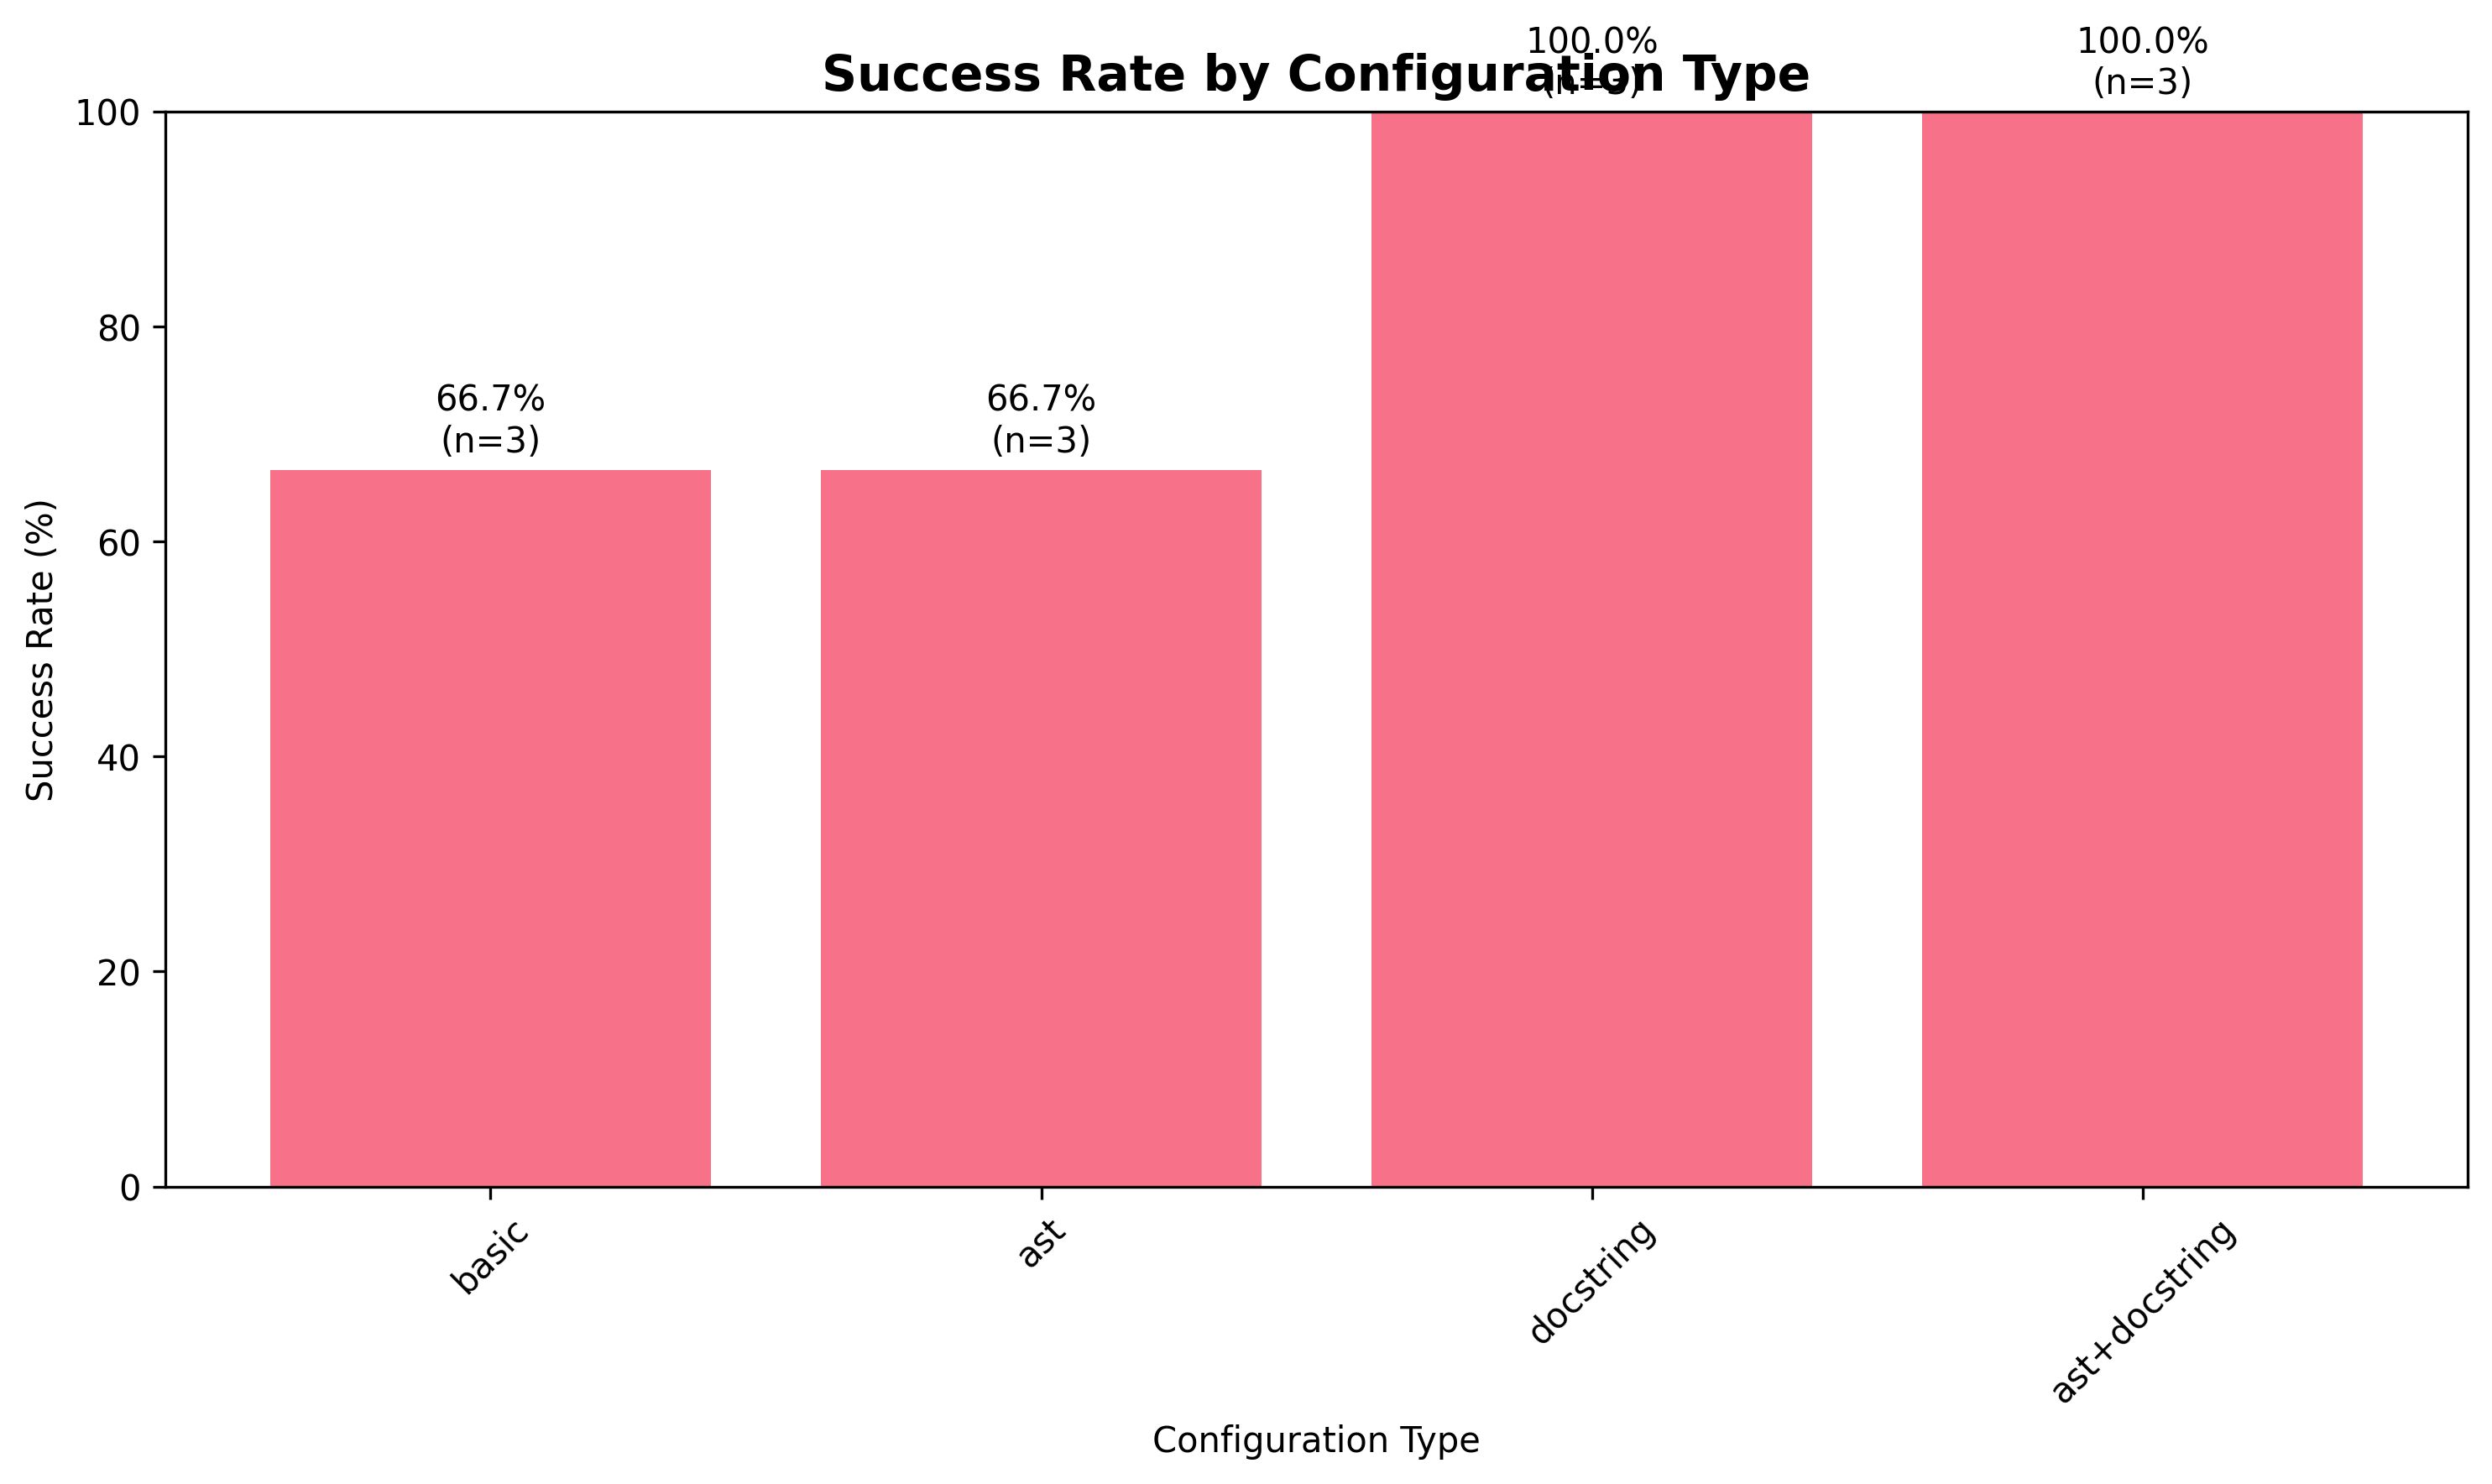 Success Rate by Configuration Type
100.0%
(n=3)
100.0%
(n=3)
66.7%
(n=3)
66.7%
(n=3)
100
80
60
40
20
0
Success Rate (%)
basic
ast
docstring
ast+docstring
Configuration Type